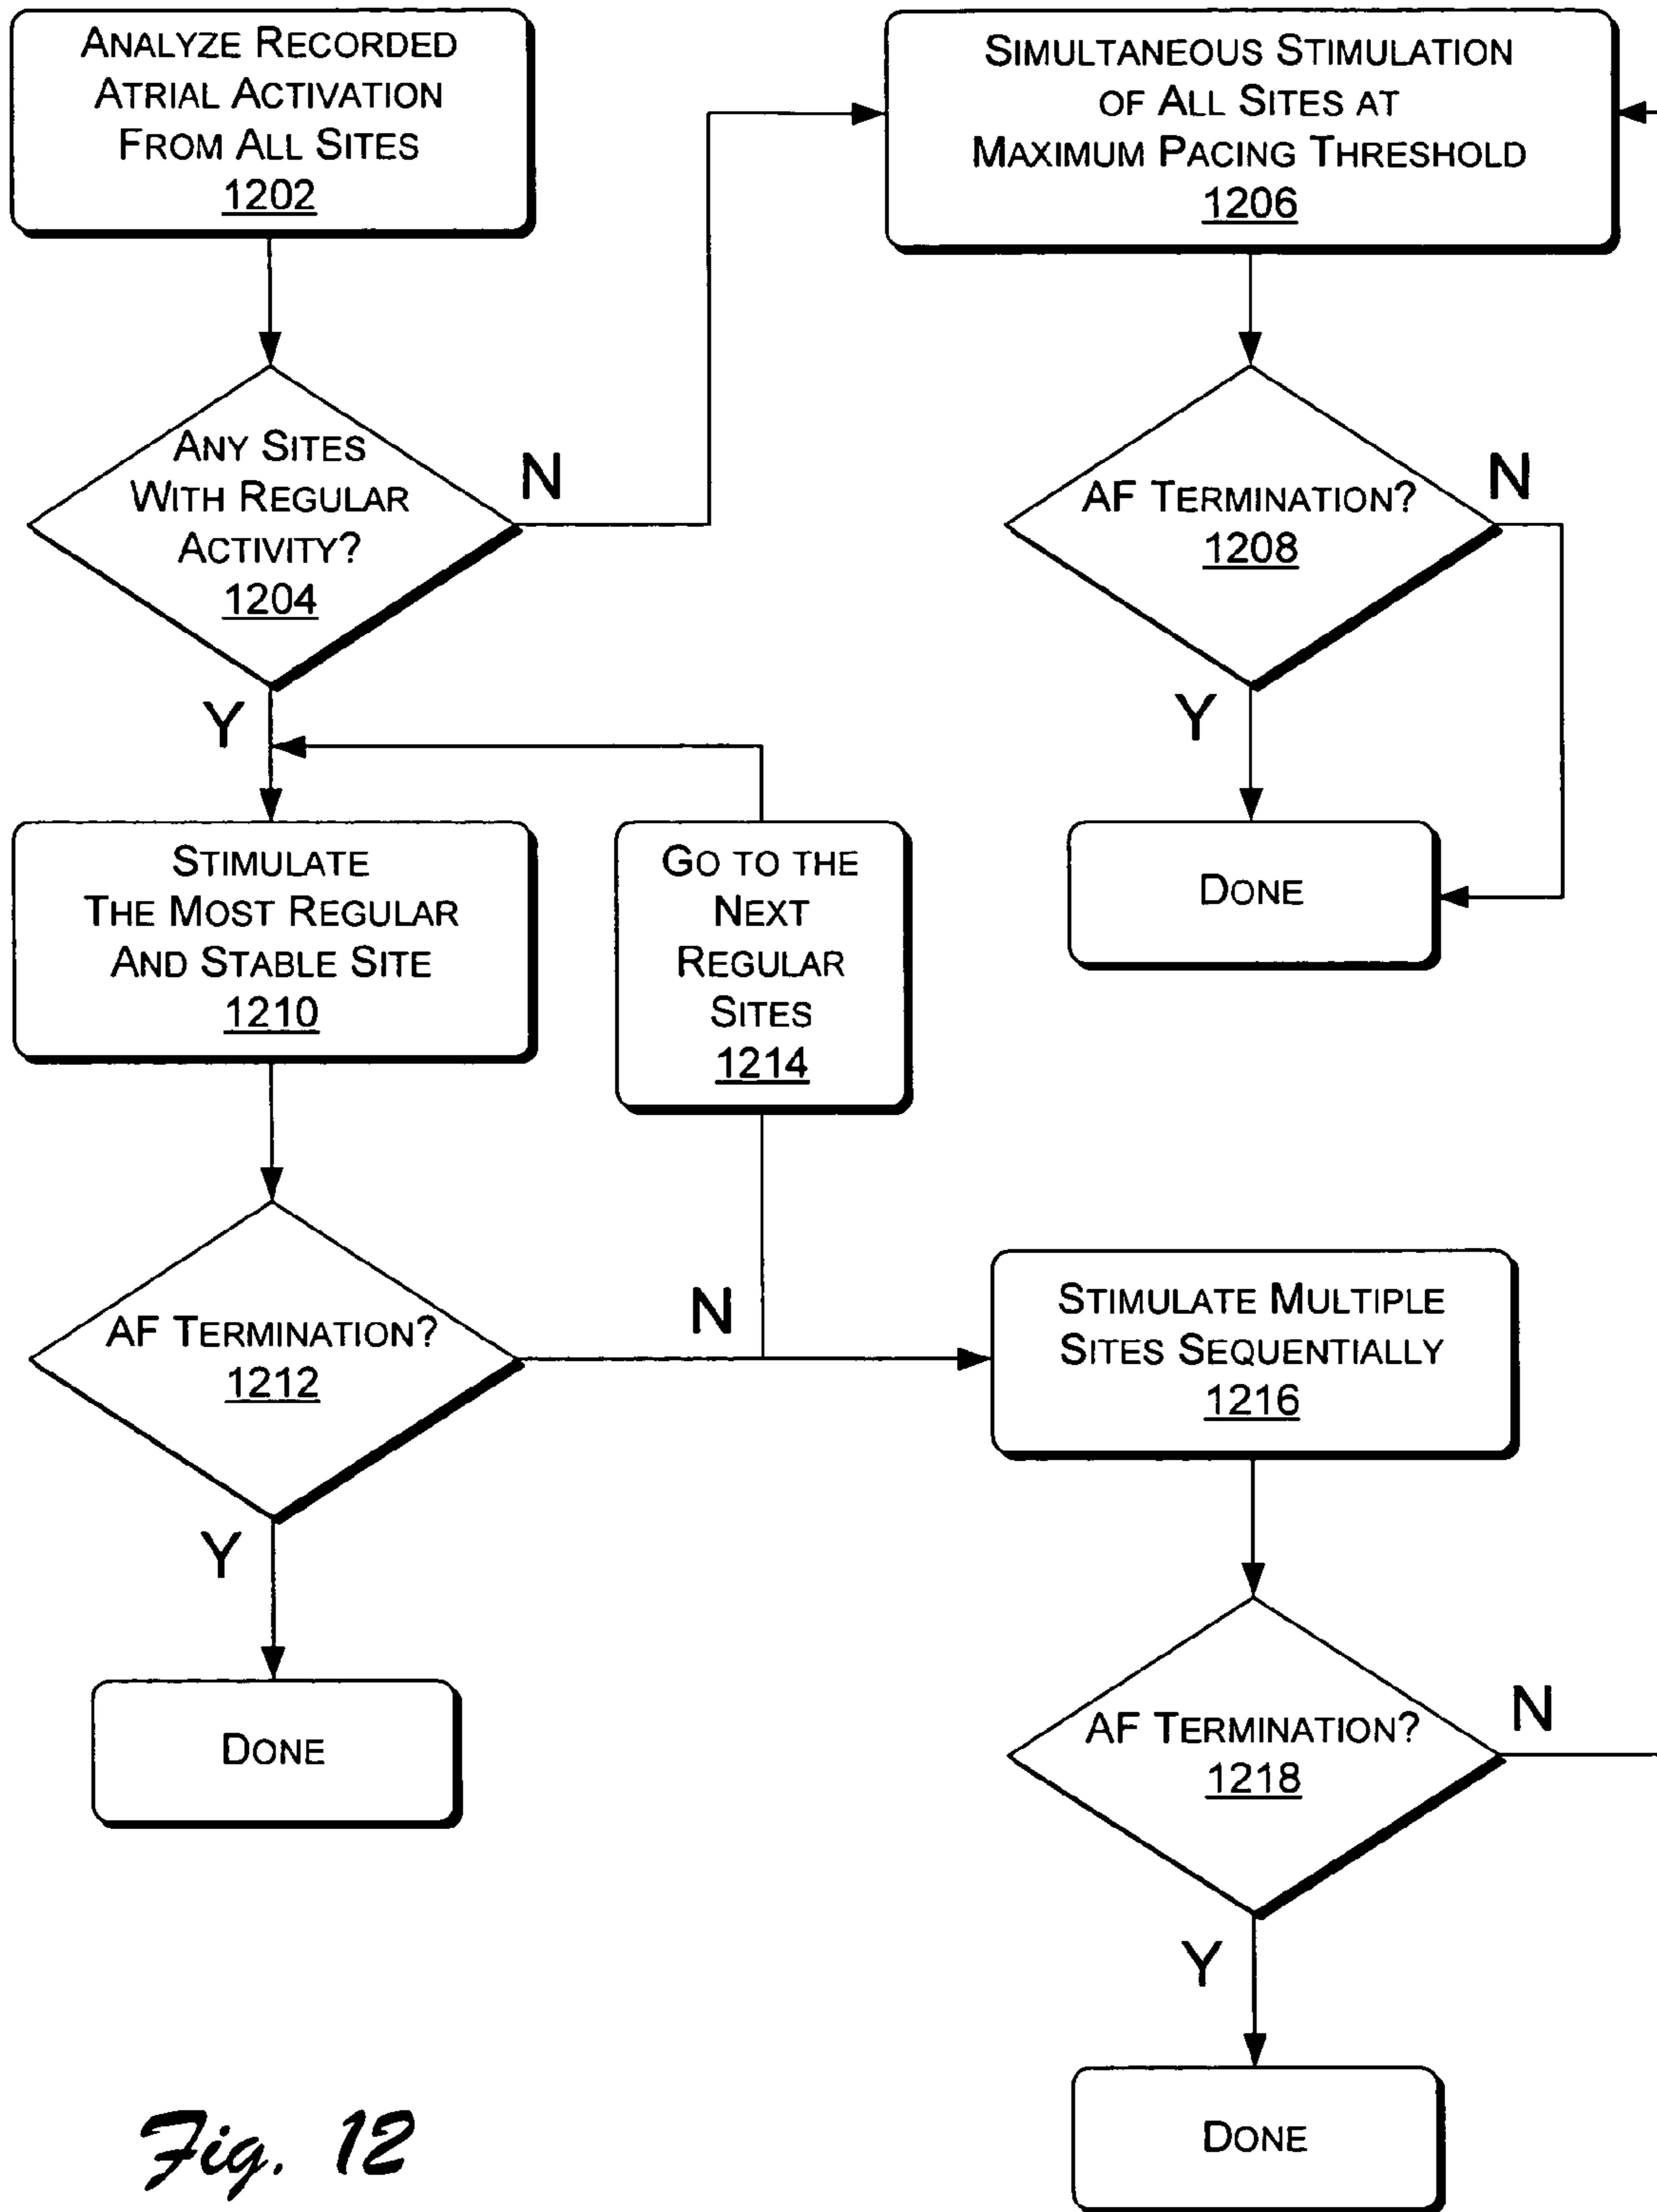 ANALYZE RECORDED
ATRIAL ACTIVATION
FROM ALL SITES
1202
SIMULTANEOUS STIMULATION
OF ALL SITES AT
MAXIMUM PACING THRESHOLD
1206
ANY SITES
WITH REGULAR
ACTIVITY?
1204
N
Y
AF TERMINATION?
1208
N
Y
DONE
STIMULATE
THE MOST REGULAR
AND STABLE SITE
1210
GO TO THE
NEXT
REGULAR
SITES
1214
AF TERMINATION?
1212
N
Y
DONE
STIMULATE MULTIPLE
SITES SEQUENTIALLY
1216
AF TERMINATION?
1218
N
Y
DONE
Fig. 12